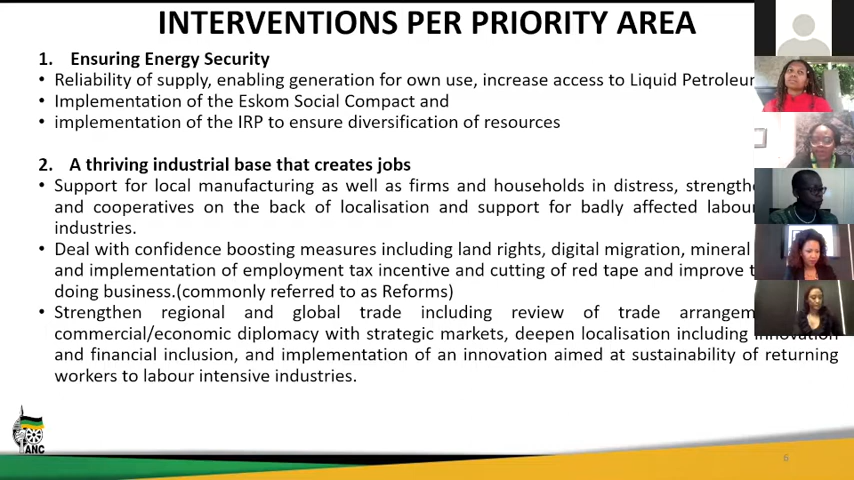 INTERVENTIONS PER PRIORITY AREA
1. Ensuring Energy Security
• Reliability of supply, enabling generation for own use, increase access to Liquid
• Implementation of the Eskom Social Compact and
• implementation of the IRP to ensure diversification of resources
2. A thriving industrial base that creates jobs
• Support for local manufacturing as well as firms and households in distress,
and cooperatives on the back of localisation and support for badly affected
industries.
• Deal with confidence boosting measures including land rights, digital migration, mineral
and implementation of employment tax incentive and cutting of red tape and improve
doing business.(commonly referred to as Reforms)
• Strengthen regional and global trade including review of trade
commercial/economic diplomacy with strategic markets, deepen localisation including innovation
and financial inclusion, and implementation of an innovation aimed at sustainability of returning
workers to labour intensive industries.
ANC
6